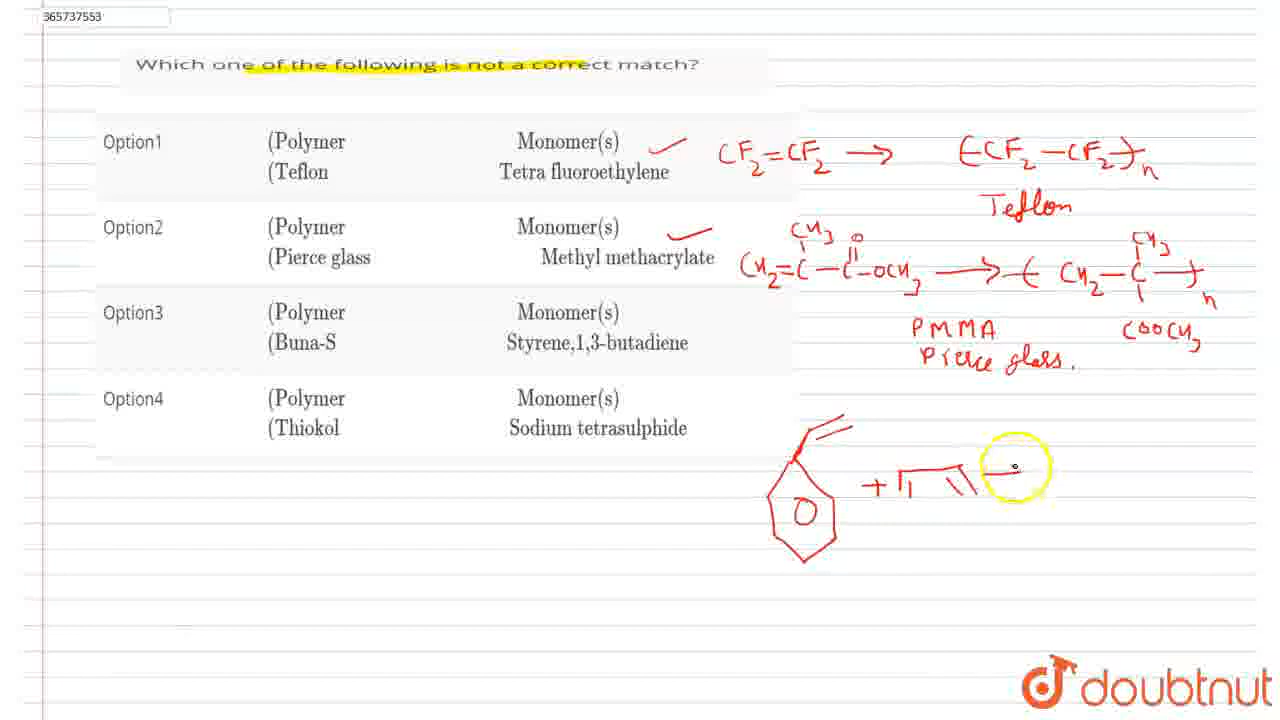 365737553
Which one of the following is not a correct match?
Option1 (Polymer Monomer(s)
(Teflon Tetra fluoroethylene
CF2=CF2 → (CF2—CF2)n
Teflon
Option2 (Polymer Monomer(s)
(Pierce glass Methyl methacrylate
CH3 O CH3
CH2=C—C—OCH3 → (CH2—C)n
COOCH3
PMMA
Pierce glass.
Option3 (Polymer Monomer(s)
(Buna-S Styrene,1,3-butadiene
Option4 (Polymer Monomer(s)
(Thiokol Sodium tetrasulphide
+
doubtnut